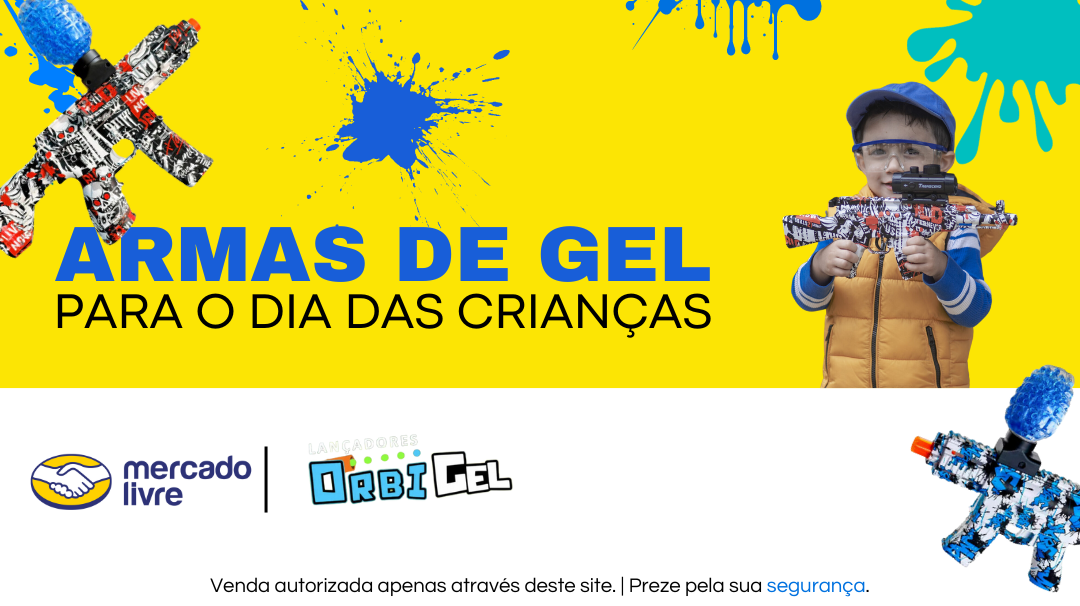 ARMAS DE GEL
PARA O DIA DAS CRIANÇAS
mercado
livre
LANÇADORES
ORBI GEL
Venda autorizada apenas através deste site. | Preze pela sua segurança.